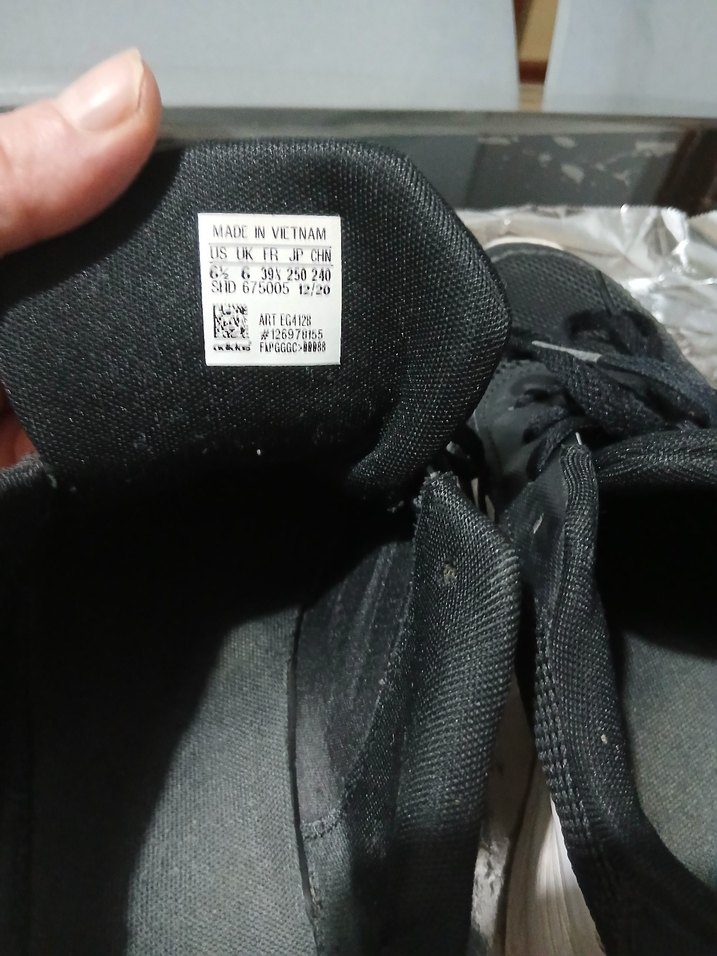 MADE IN VIETNAM
US UK FR JP CHN
6½ 6 39⅓ 250 240
SHD 675005 12/20
ART EG4128
#126978155
adidas